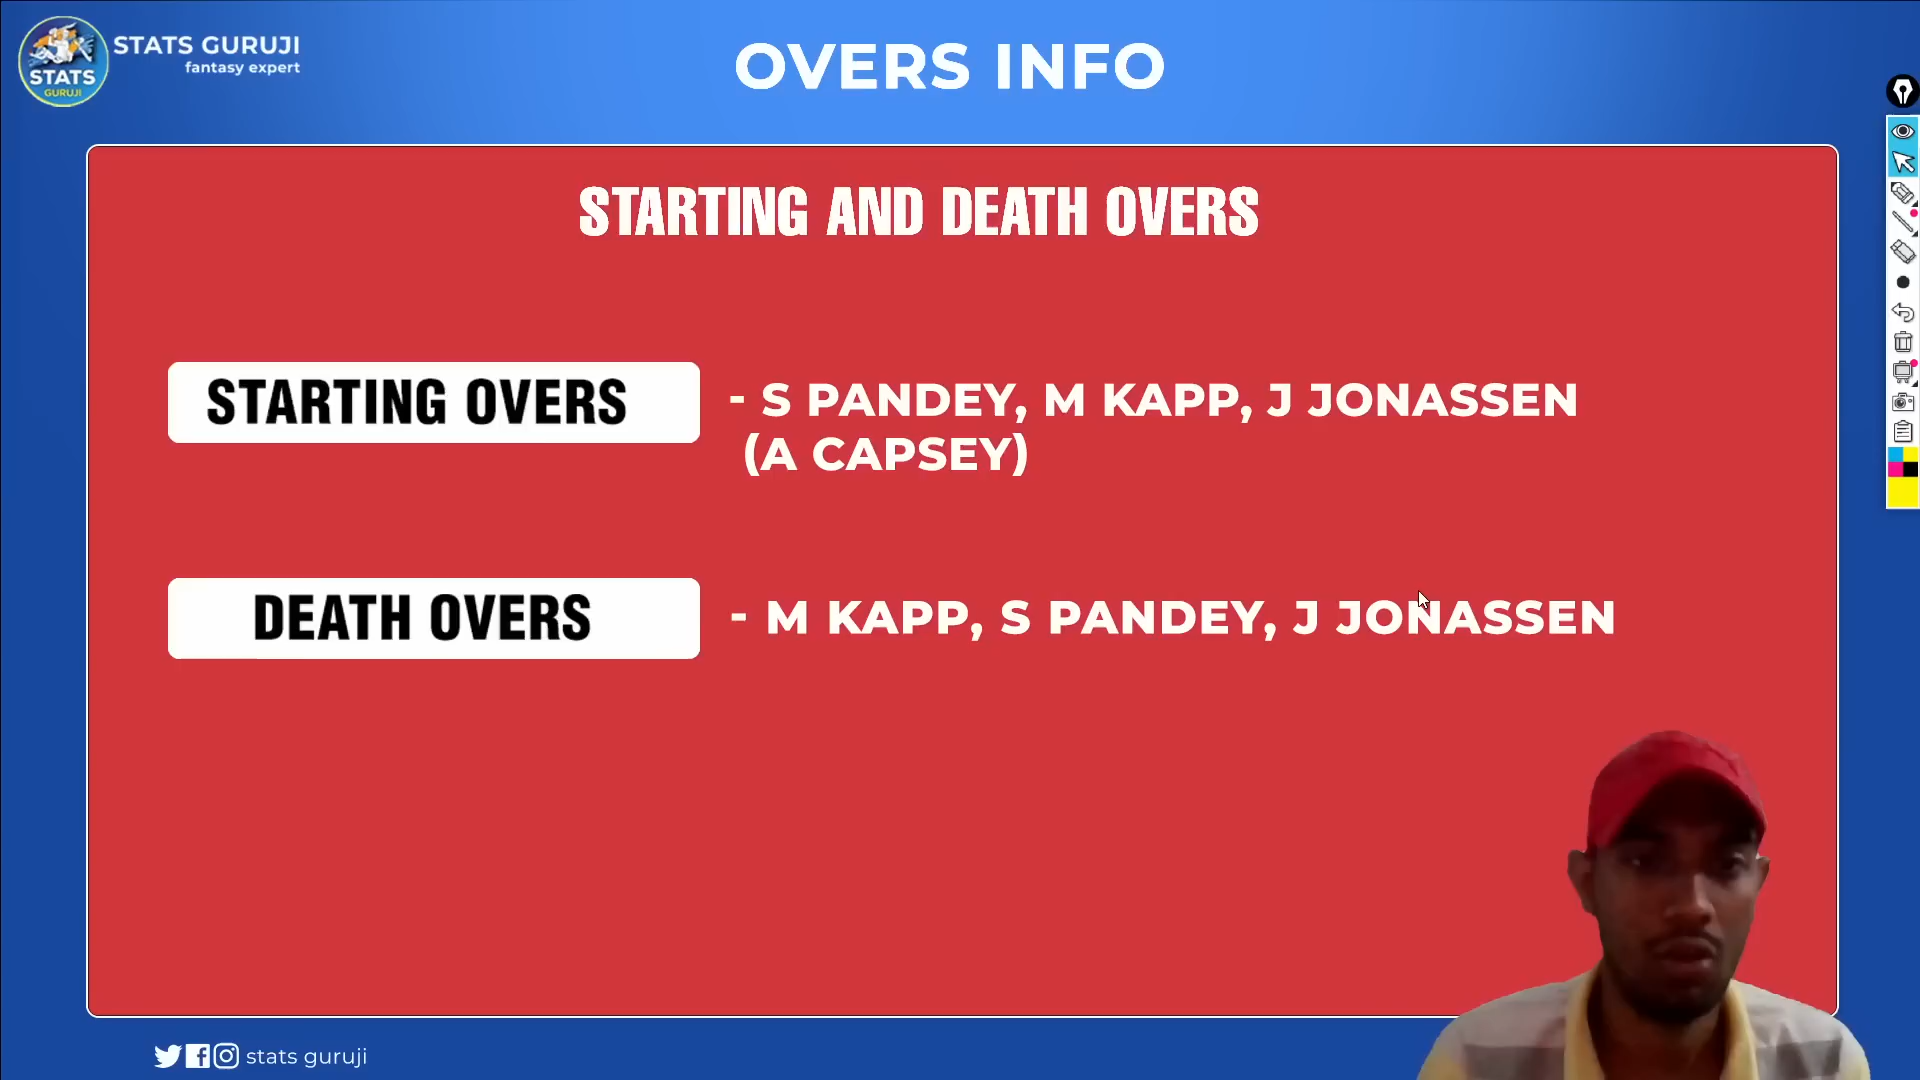 STATS GURUJI
fantasy expert
STATS
GURUJI
OVERS INFO
STARTING AND DEATH OVERS
STARTING OVERS
- S PANDEY, M KAPP, J JONASSEN
(A CAPSEY)
DEATH OVERS
- M KAPP, S PANDEY, J JONASSEN
stats guruji